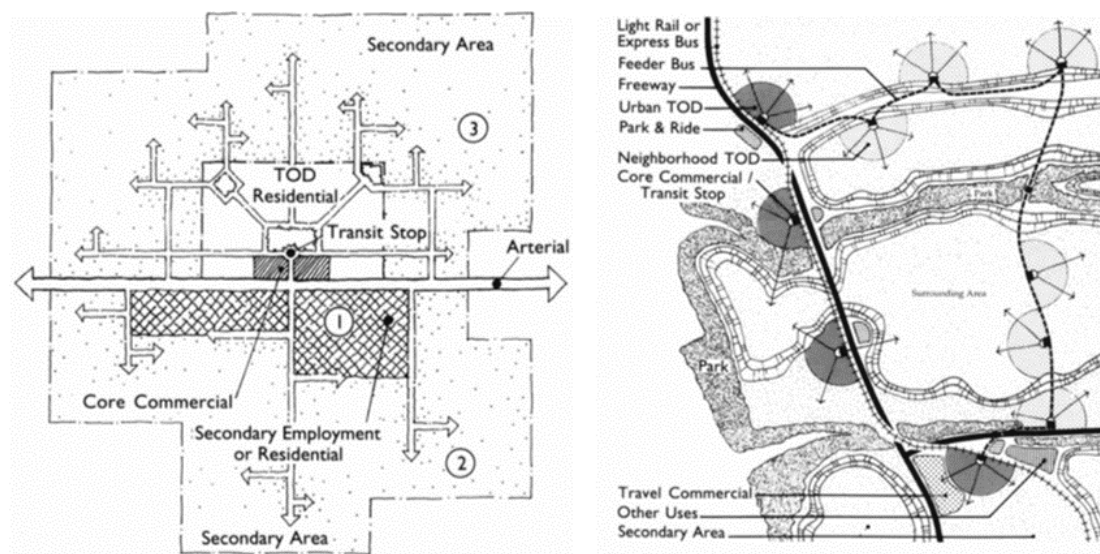 Secondary Area
3
TOD
Residential
Transit Stop
Arterial
1
Core Commercial
Secondary Employment
or Residential
2
Secondary Area
Light Rail or
Express Bus
Feeder Bus
Freeway
Urban TOD
Park & Ride
Neighborhood TOD
Core Commercial /
Transit Stop
Park
Surrounding Area
Park
Travel Commercial
Other Uses
Secondary Area